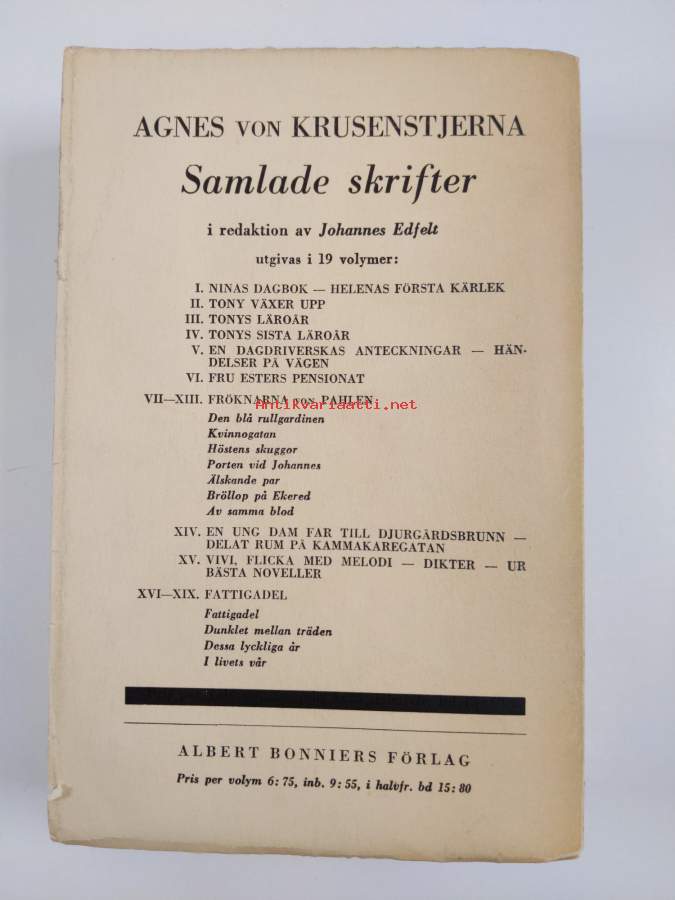 AGNES VON KRUSENSTJERNA
Samlade skrifter
i redaktion av Johannes Edfelt
utgivas i 19 volymer:
I. NINAS DAGBOK — HELENAS FÖRSTA KÄRLEK
II. TONY VÄXER UPP
III. TONYS LÄROÅR
IV. TONYS SISTA LÄROÅR
V. EN DAGDRIVERSKAS ANTECKNINGAR — HÄN-
DELSER PÅ VÄGEN
VI. FRU ESTERS PENSIONAT
VII—XIII. FRÖKNARNA von PAHLEN:
Antikvariaatti.net
Den blå rullgardinen
Kvinnogatan
Höstens skuggor
Porten vid Johannes
Älskande par
Bröllop på Ekered
Av samma blod
XIV. EN UNG DAM FAR TILL DJURGÅRDSBRUNN —
DELAT RUM PÅ KAMMAKAREGATAN
XV. VIVI, FLICKA MED MELODI — DIKTER — UR
BÄSTA NOVELLER
XVI—XIX. FATTIGADEL
Fattigadel
Dunklet mellan träden
Dessa lyckliga år
I livets vår
ALBERT BONNIERS FÖRLAG
Pris per volym 6:75, inb. 9:55, i halvfr. bd 15:80